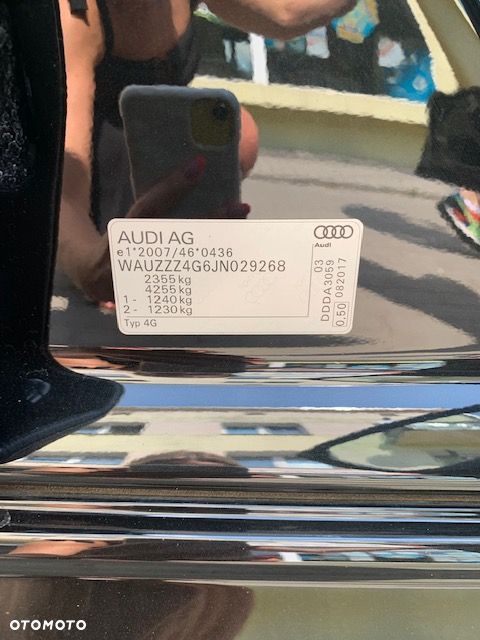 AUDI AG
e1*2007/46*0436
WAUZZZ4G6JN029268
2355kg
4255kg
1- 1240kg
2- 1230kg
Typ 4G
Audi
DDDA3059 03
0.50 082017
OTOMOTO